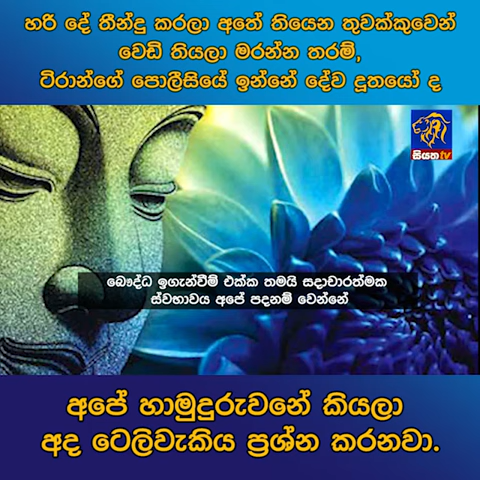 හරි දේ තීන්දු කරලා අතේ තියෙන තුවක්කුවෙන්
වෙඩි තියලා මරන්න තරම්,
ටිරාන්ගේ පොලීසියේ ඉන්නේ දේව දූතයෝ ද
සියත tv
බෞද්ධ ඉගැන්වීම් එක්ක තමයි සදාචාරත්මක
ස්වභාවය අපේ පදනම වෙන්නේ
අපේ හාමුදුරුවනේ කියලා
අද ටෙලිවැකිය ප්‍රශ්න කරනවා.